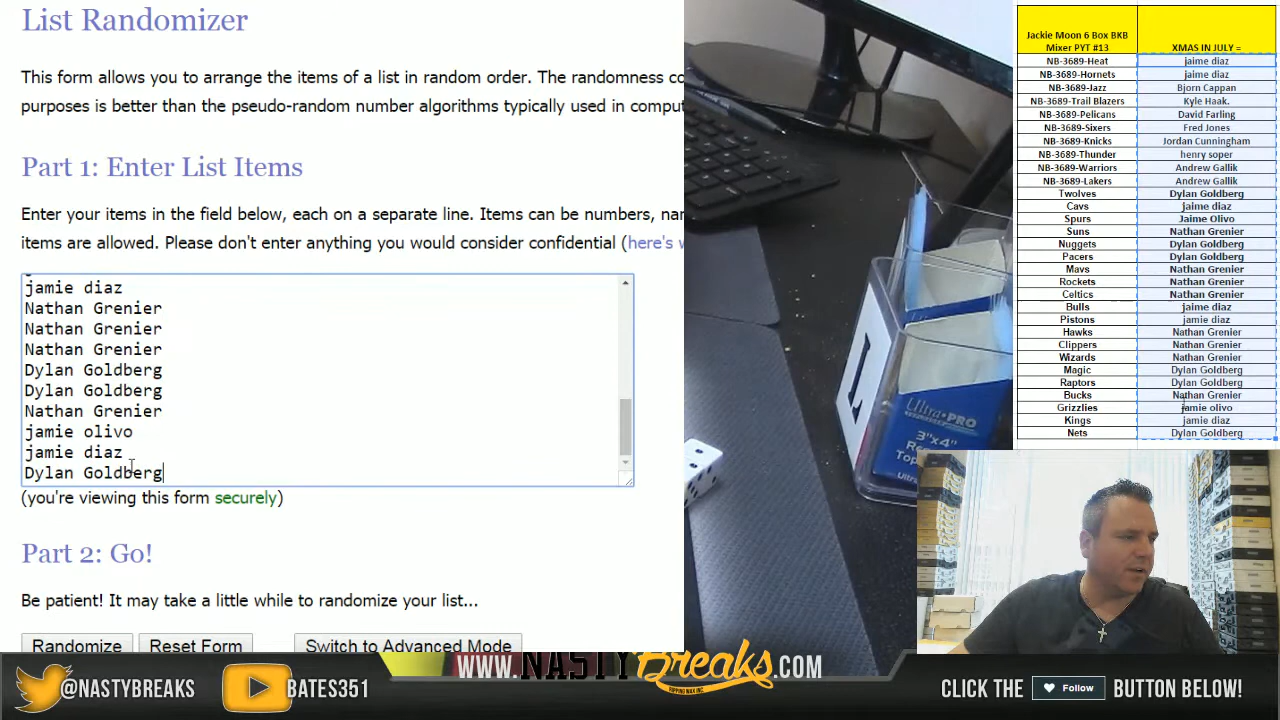 List Randomizer
This form allows you to arrange the items of a list in random order. The randomness co
purposes is better than the pseudo-random number algorithms typically used in comput
Part 1: Enter List Items
Enter your items in the field below, each on a separate line. Items can be numbers, nam
items are allowed. Please don't enter anything you would consider confidential (here's w
jamie diaz
Nathan Grenier
Nathan Grenier
Nathan Grenier
Dylan Goldberg
Dylan Goldberg
Nathan Grenier
jamie olivo
jamie diaz
Dylan Goldberg
(you're viewing this form securely)
Part 2: Go!
Be patient! It may take a little while to randomize your list...
Randomize Reset Form Switch to Advanced Mode
Jackie Moon 6 Box BKB
Mixer PYT #13 XMAS IN JULY =
NB-3689-Heat jaime diaz
NB-3689-Hornets jaime diaz
NB-3689-Jazz Bjorn Cappan
NB-3689-Trail Blazers Kyle Haak.
NB-3689-Pelicans David Farling
NB-3689-Sixers Fred Jones
NB-3689-Knicks Jordan Cunningham
NB-3689-Thunder henry soper
NB-3689-Warriors Andrew Gallik
NB-3689-Lakers Andrew Gallik
Twolves Dylan Goldberg
Cavs jaime diaz
Spurs Jaime Olivo
Suns Nathan Grenier
Nuggets Dylan Goldberg
Pacers Dylan Goldberg
Mavs Nathan Grenier
Rockets Nathan Grenier
Celtics Nathan Grenier
Bulls jaime diaz
Pistons jamie diaz
Hawks Nathan Grenier
Clippers Nathan Grenier
Wizards Nathan Grenier
Magic Dylan Goldberg
Raptors Dylan Goldberg
Bucks Nathan Grenier
Grizzlies jamie olivo
Kings jamie diaz
Nets Dylan Goldberg
ULTRA•PRO
3"x4"
WWW.NASTYBreaks.COM
RIPPING WAX INC
@NASTYBREAKS
BATES351
CLICK THE Follow BUTTON BELOW!